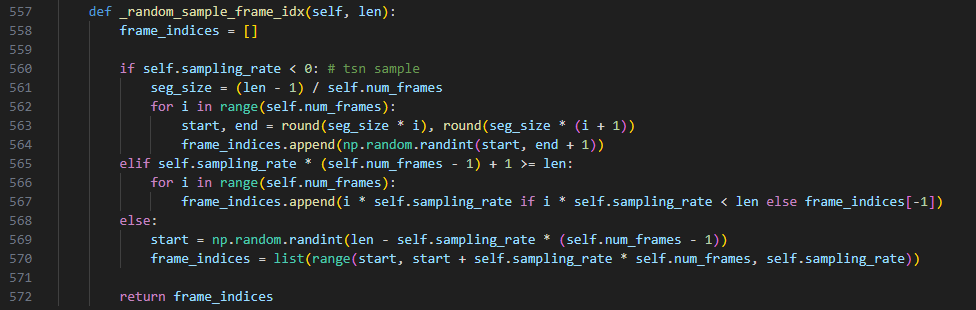 557 def _random_sample_frame_idx(self, len):
558 frame_indices = []
559
560 if self.sampling_rate < 0: # tsn sample
561 seg_size = (len - 1) / self.num_frames
562 for i in range(self.num_frames):
563 start, end = round(seg_size * i), round(seg_size * (i + 1))
564 frame_indices.append(np.random.randint(start, end + 1))
565 elif self.sampling_rate * (self.num_frames - 1) + 1 >= len:
566 for i in range(self.num_frames):
567 frame_indices.append(i * self.sampling_rate if i * self.sampling_rate < len else frame_indices[-1])
568 else:
569 start = np.random.randint(len - self.sampling_rate * (self.num_frames - 1))
570 frame_indices = list(range(start, start + self.sampling_rate * self.num_frames, self.sampling_rate))
571
572 return frame_indices